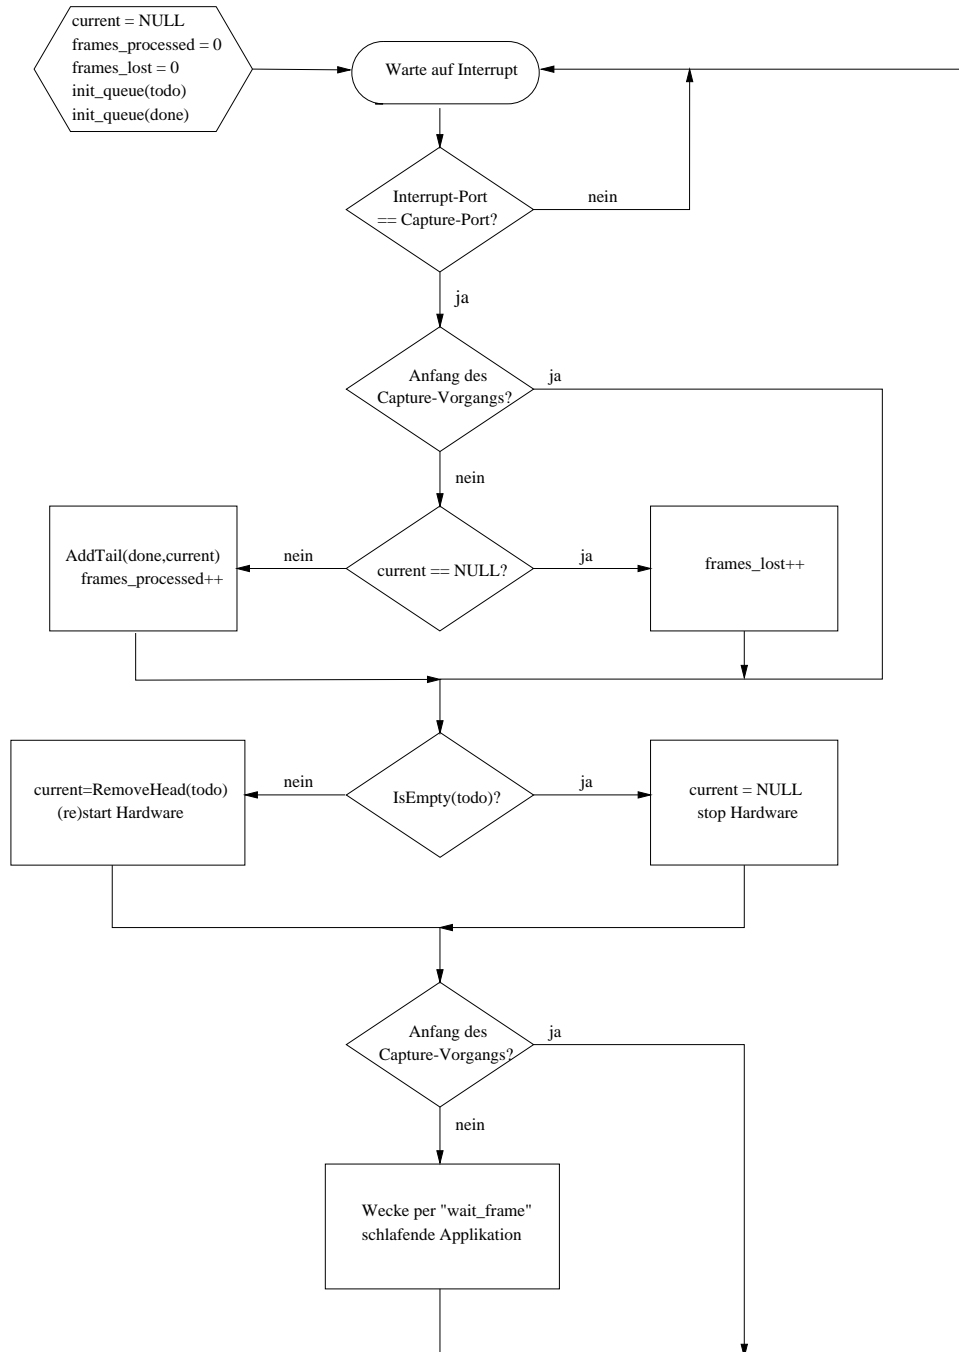 current = NULL
frames_processed = 0
frames_lost = 0
init_queue(todo)
init_queue(done)
Warte auf Interrupt
Interrupt-Port
== Capture-Port?
nein
ja
Anfang des
Capture-Vorgangs?
ja
nein
AddTail(done,current)
frames_processed++
nein
current == NULL?
ja
frames_lost++
current=RemoveHead(todo)
(re)start Hardware
nein
IsEmpty(todo)?
ja
current = NULL
stop Hardware
Anfang des
Capture-Vorgangs?
ja
nein
Wecke per "wait_frame"
schlafende Applikation